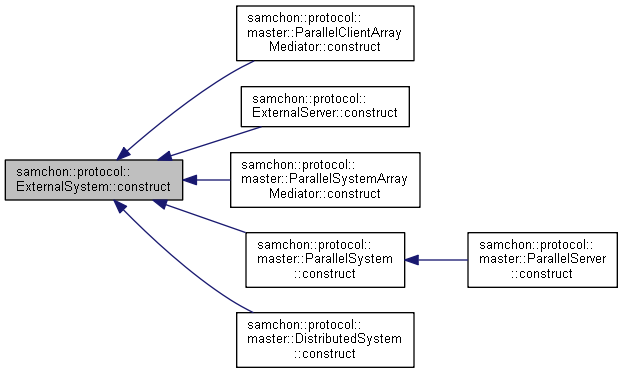 samchon::protocol::
master::ParallelClientArray
Mediator::construct
samchon::protocol::
ExternalServer::construct
samchon::protocol::
ExternalSystem::construct
samchon::protocol::
master::ParallelSystemArray
Mediator::construct
samchon::protocol::
master::ParallelSystem
::construct
samchon::protocol::
master::ParallelServer
::construct
samchon::protocol::
master::DistributedSystem
::construct